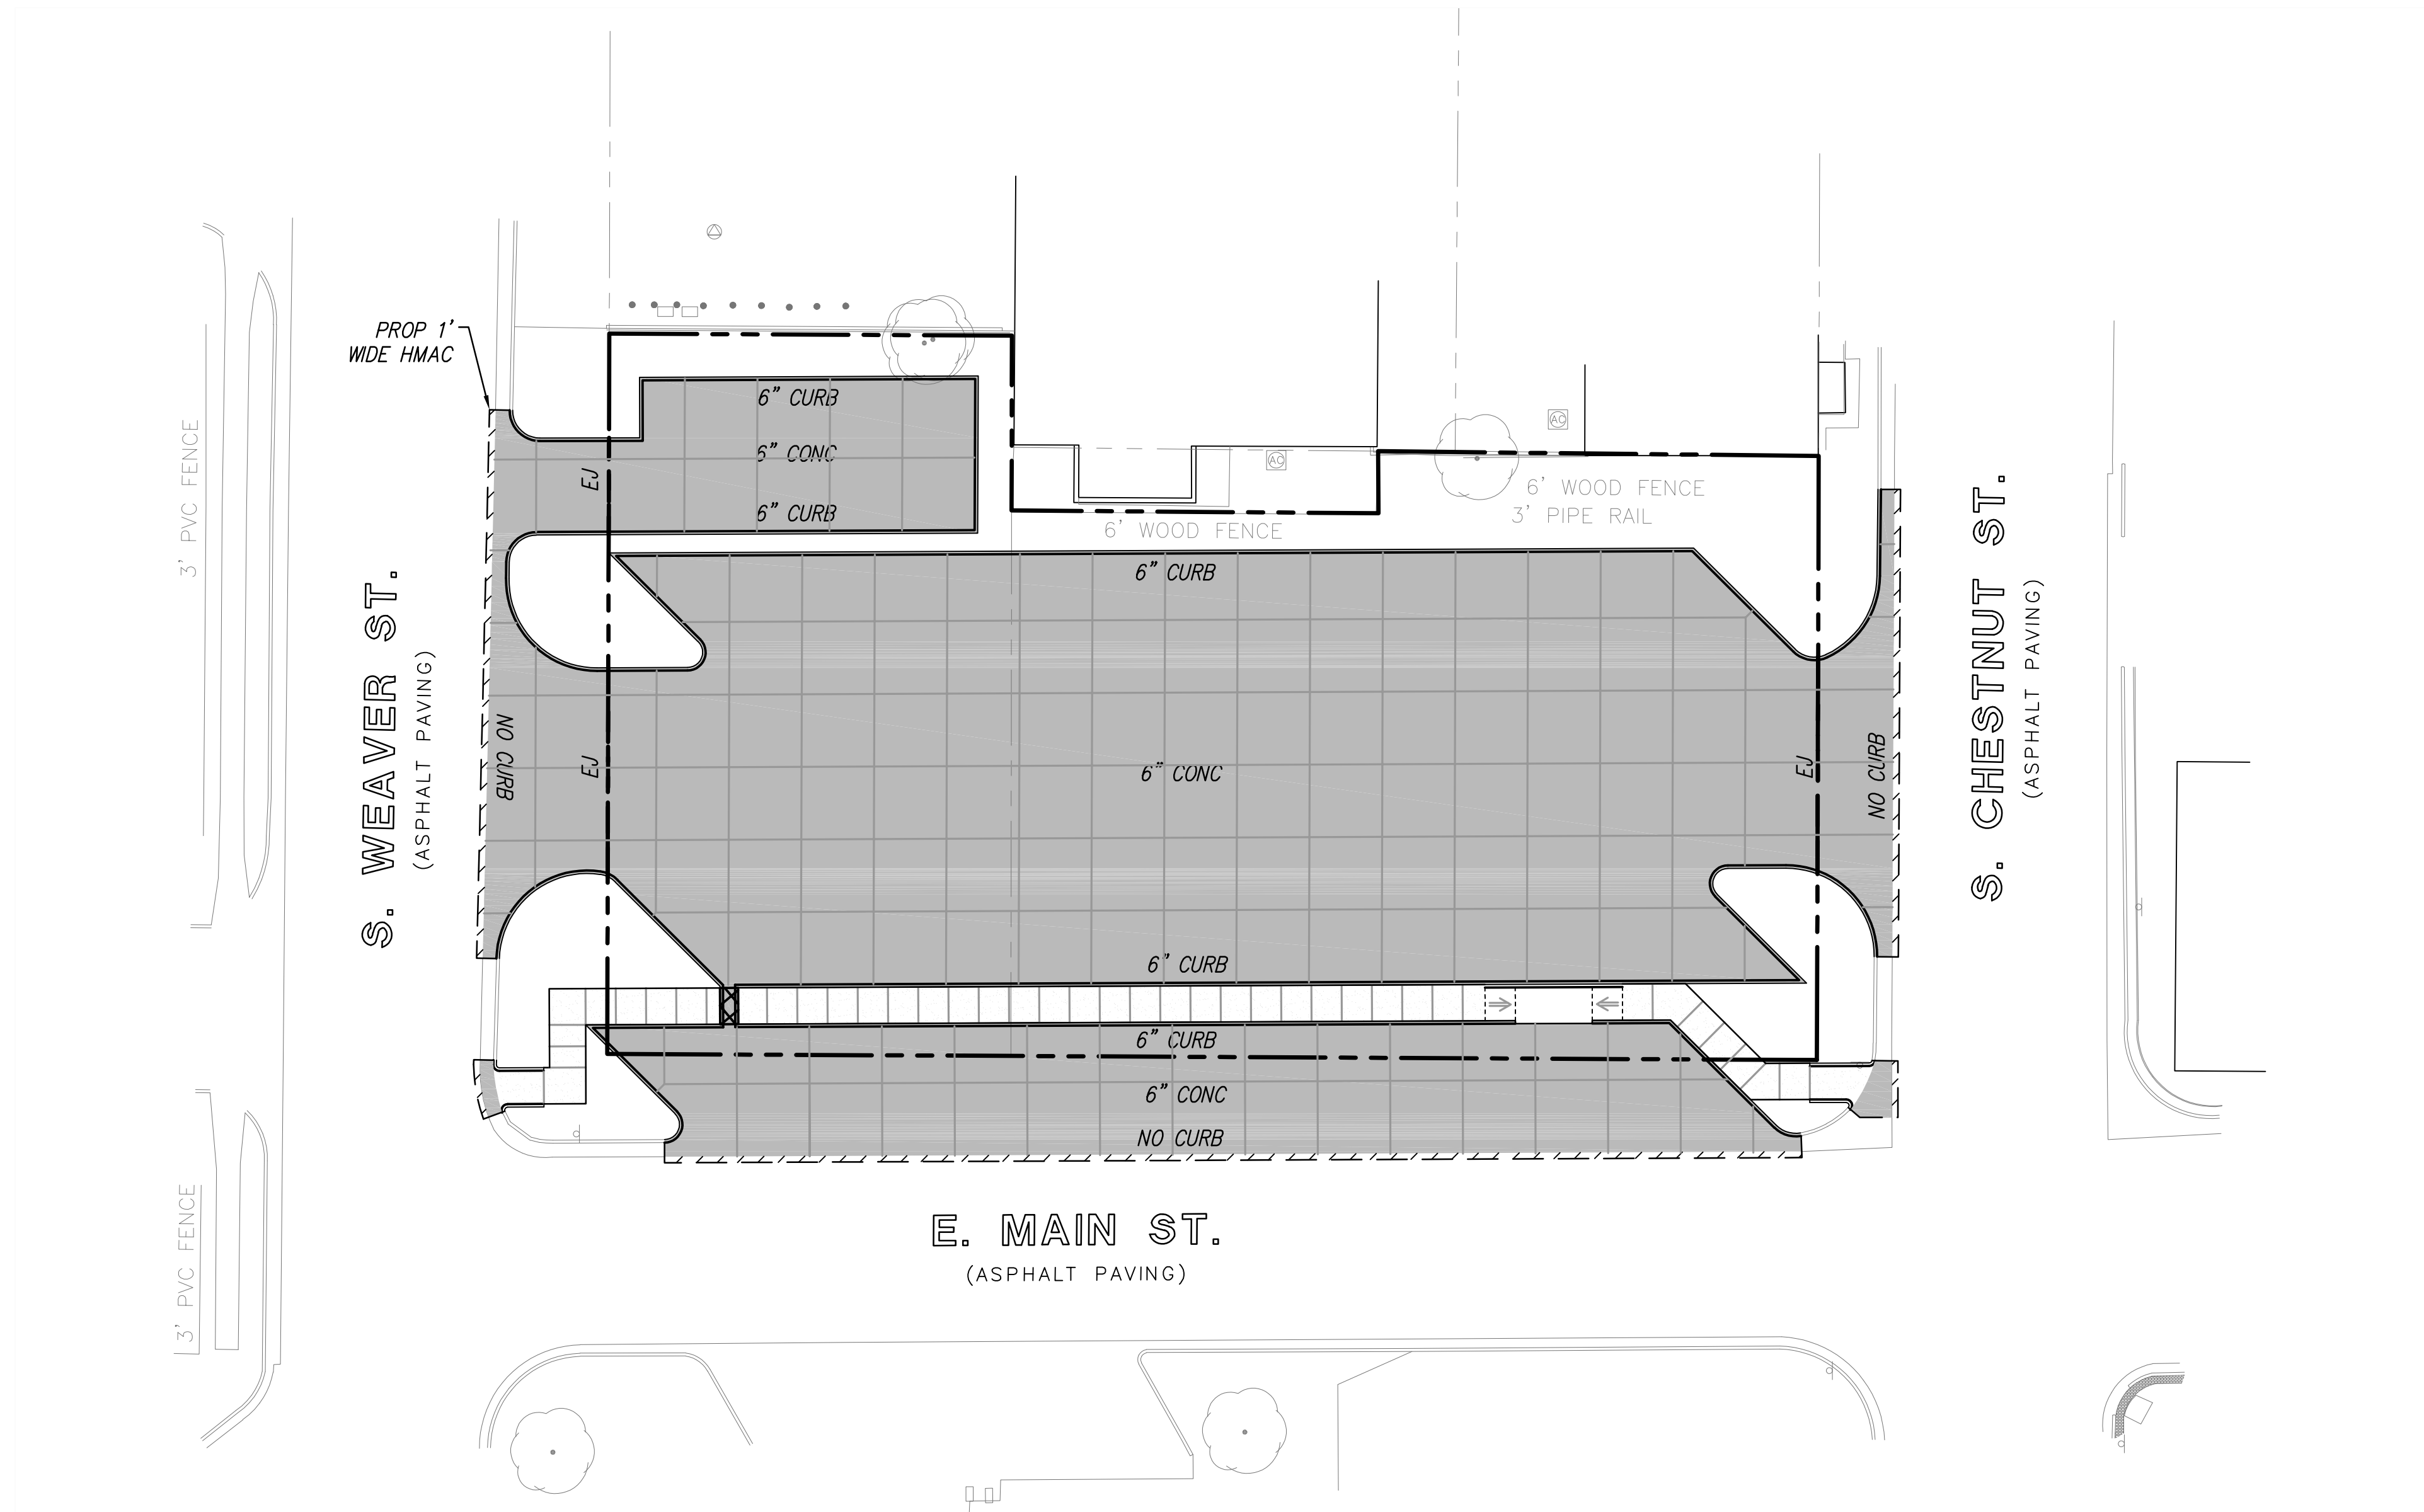 PROP 1'
WIDE HMAC
6" CURB
6" CONC
6" CURB
EJ
AC
AC
6' WOOD FENCE
3' PIPE RAIL
6' WOOD FENCE
3' PVC FENCE
6" CURB
S. WEAVER ST.
(ASPHALT PAVING)
NO CURB
EJ
6" CONC
EJ
NO CURB
S. CHESTNUT ST.
(ASPHALT PAVING)
6" CURB
6" CURB
6" CONC
NO CURB
3' PVC FENCE
E. MAIN ST.
(ASPHALT PAVING)